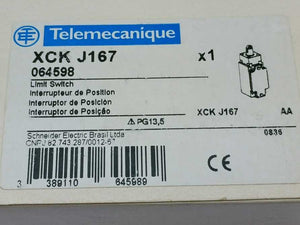 Telemecanique
XCK J167 x1
064598
Limit Switch
Interrupteur de Position
Interruptor de Posición
Interruptor de Posição XCK J167 AA
⚠ PG13,5 0836
Schneider Electric Brasil Ltda
CNPJ 82.743.287/0012-
3 389110 645989
CE